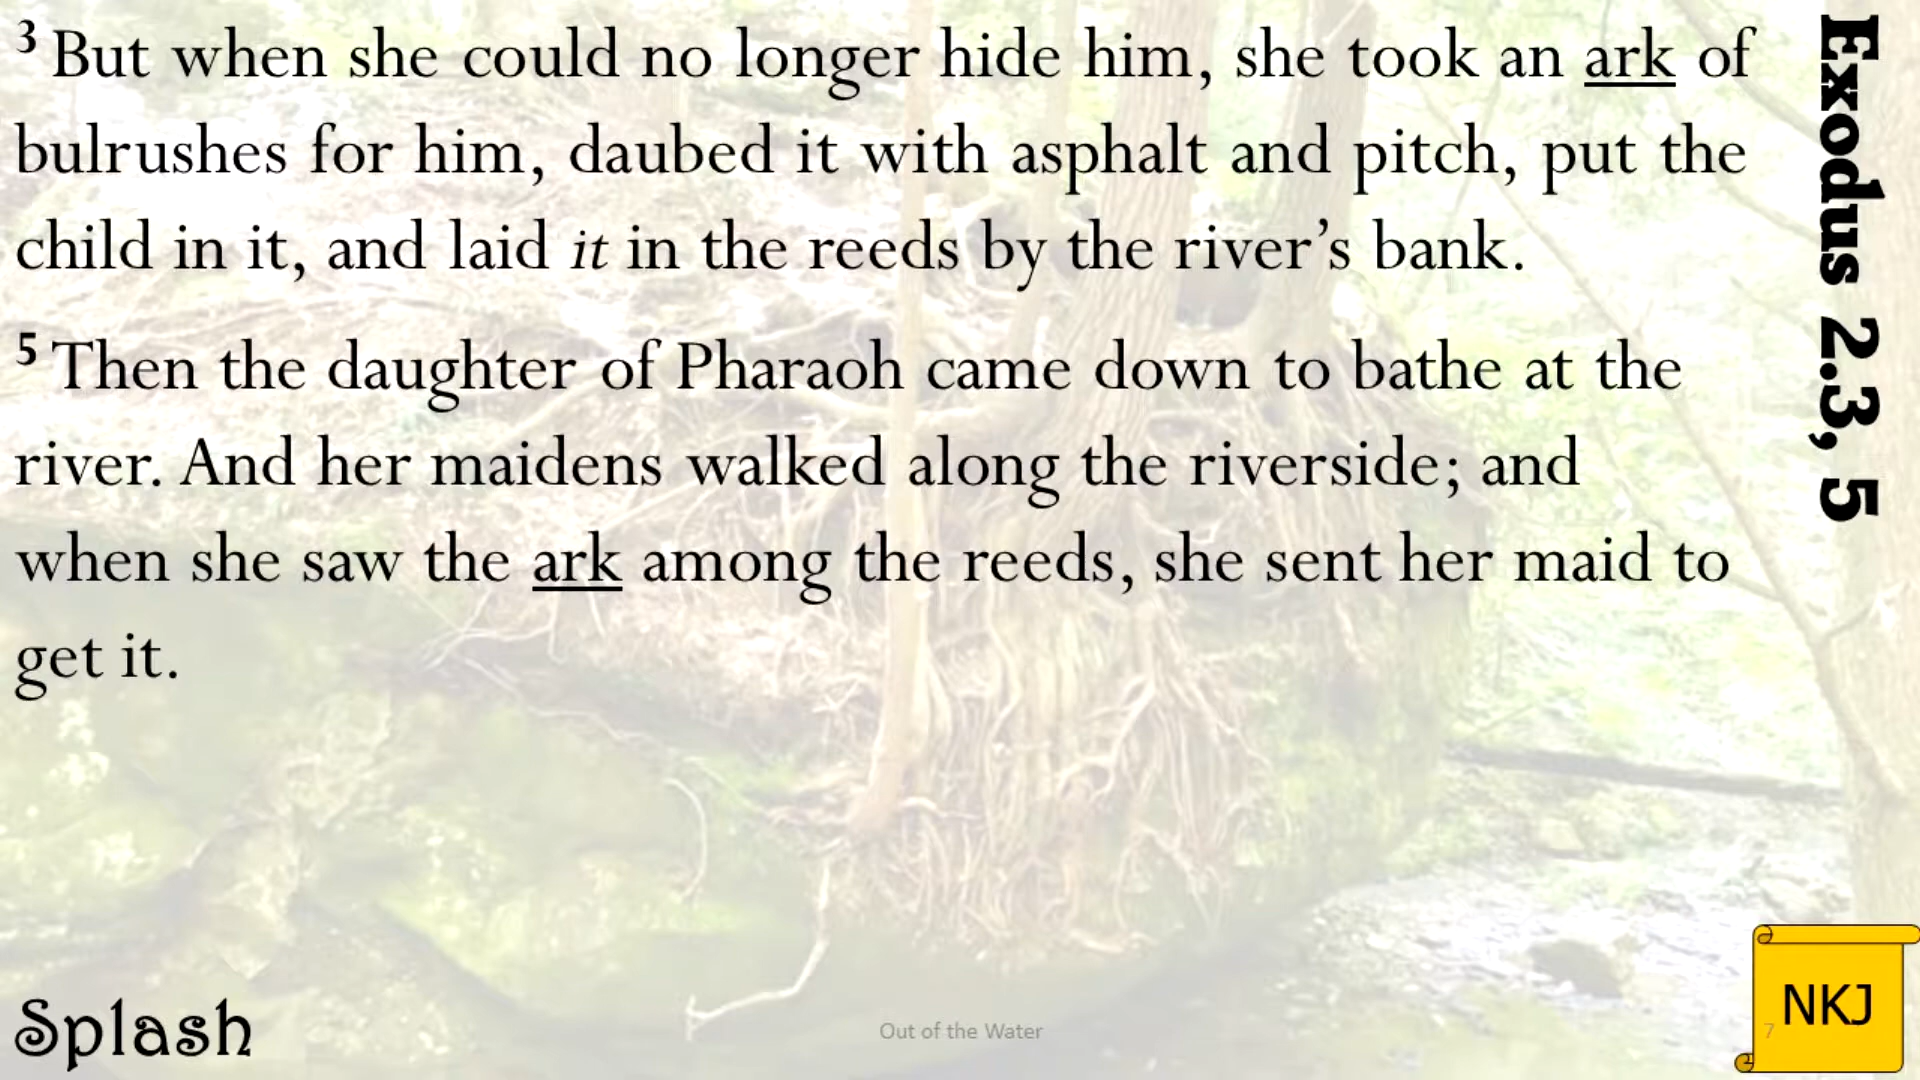 3 But when she could no longer hide him, she took an ark of
bulrushes for him, daubed it with asphalt and pitch, put the
child in it, and laid it in the reeds by the river’s bank.
5 Then the daughter of Pharaoh came down to bathe at the
river. And her maidens walked along the riverside; and
when she saw the ark among the reeds, she sent her maid to
get it.
Exodus 2.3, 5
Splash
Out of the Water
7
NKJ